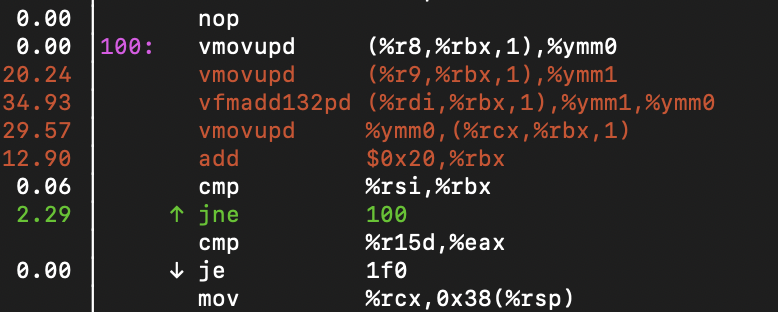 0.00 nop
0.00 100: vmovupd (%r8,%rbx,1),%ymm0
20.24 vmovupd (%r9,%rbx,1),%ymm1
34.93 vfmadd132pd (%rdi,%rbx,1),%ymm1,%ymm0
29.57 vmovupd %ymm0,(%rcx,%rbx,1)
12.90 add $0x20,%rbx
0.06 cmp %rsi,%rbx
2.29 ↑ jne 100
cmp %r15d,%eax
0.00 ↓ je 1f0
mov %rcx,0x38(%rsp)